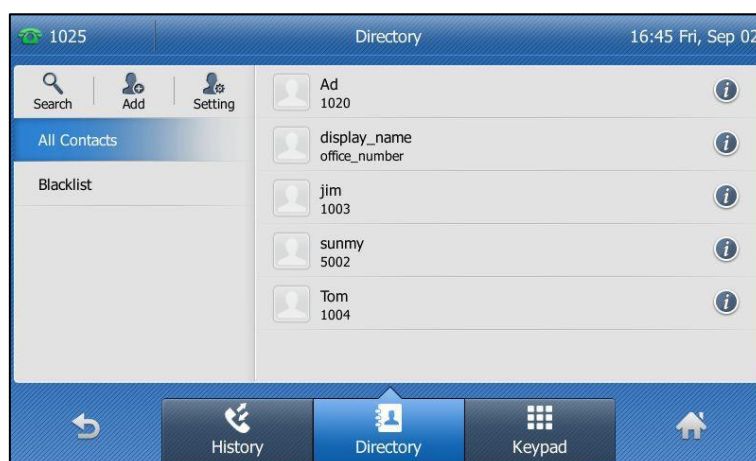 1025
Directory
16:45 Fri, Sep 02
Search
Add
Setting
All Contacts
Blacklist
Ad
1020
display_name
office_number
jim
1003
sunmy
5002
Tom
1004
History
Directory
Keypad